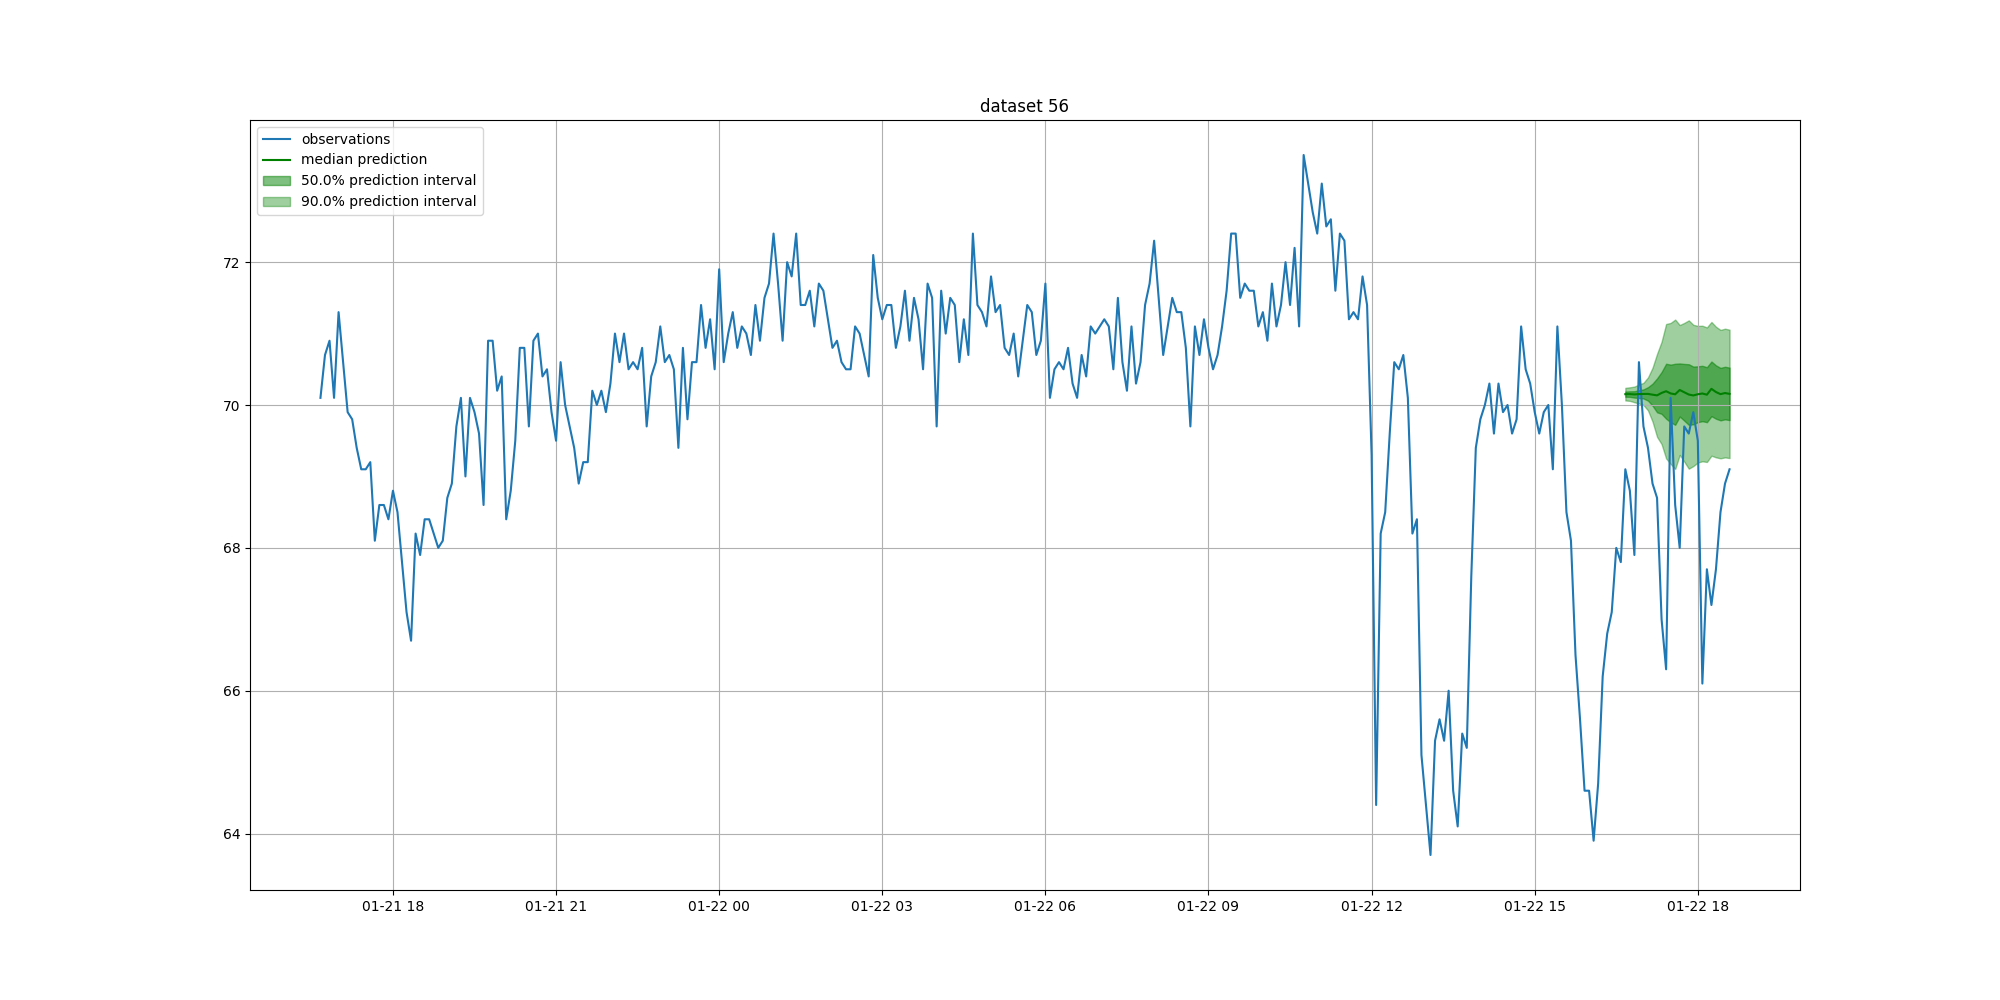 dataset 56
observations
median prediction
50.0% prediction interval
90.0% prediction interval
72
70
68
66
64
01-21 18
01-21 21
01-22 00
01-22 03
01-22 06
01-22 09
01-22 12
01-22 15
01-22 18